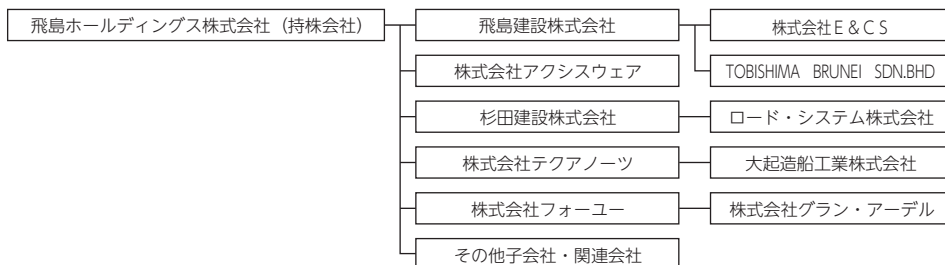 飛島ホールディングス株式会社（持株会社）
飛島建設株式会社
株式会社E＆CS
株式会社アクシスウェア
TOBISHIMA BRUNEI SDN.BHD
杉田建設株式会社
ロード・システム株式会社
株式会社テクアノーツ
大起造船工業株式会社
株式会社フォーユー
株式会社グラン・アーデル
その他子会社・関連会社